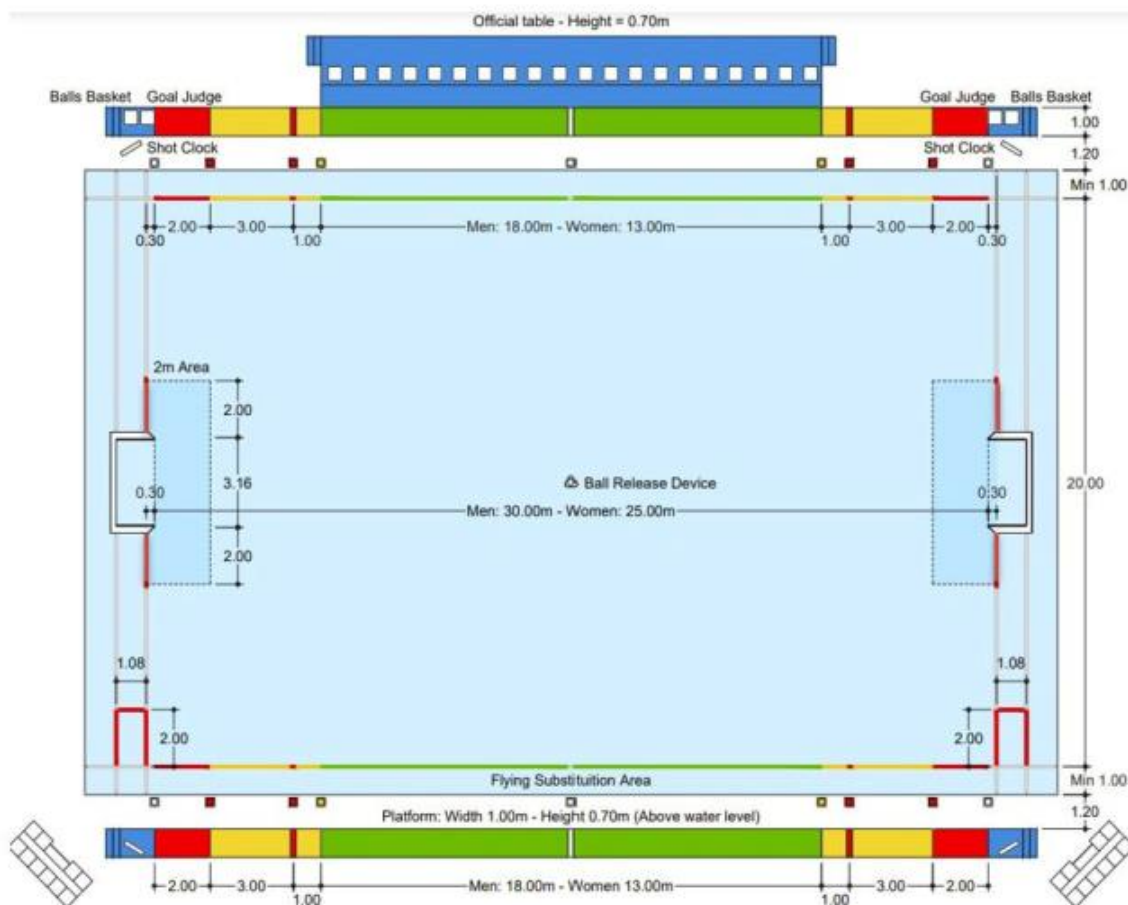 Official table - Height = 0.70m
Balls Basket Goal Judge Goal Judge Balls Basket
1.00
Shot Clock Shot Clock
1.20
Min 1.00
2.00 3.00 Men: 18.00m - Women: 13.00m 3.00 2.00
0.30 1.00 1.00 0.30
2m Area
2.00
3.16
Ball Release Device
20.00
0.30 0.30
Men: 30.00m - Women: 25.00m
2.00
1.08 1.08
2.00 2.00
Flying Substituition Area
Min 1.00
Platform: Width 1.00m - Height 0.70m (Above water level)
1.20
2.00 3.00 Men: 18.00m - Women 13.00m 3.00 2.00
1.00 1.00